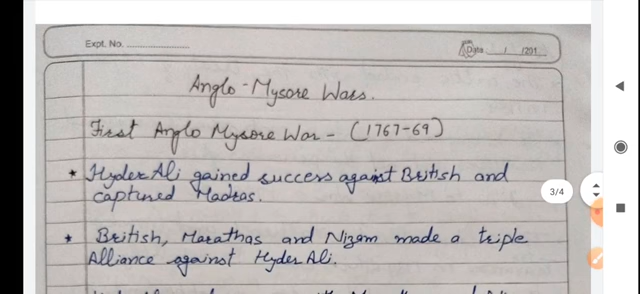 Expt. No.
Date / /201
Anglo-Mysore Wars.
First Anglo Mysore War - (1767-69)
* Hyder Ali gained success against British and
captured Madras.
3/4
* British, Marathas and Nizam made a triple
Alliance against Hyder Ali.